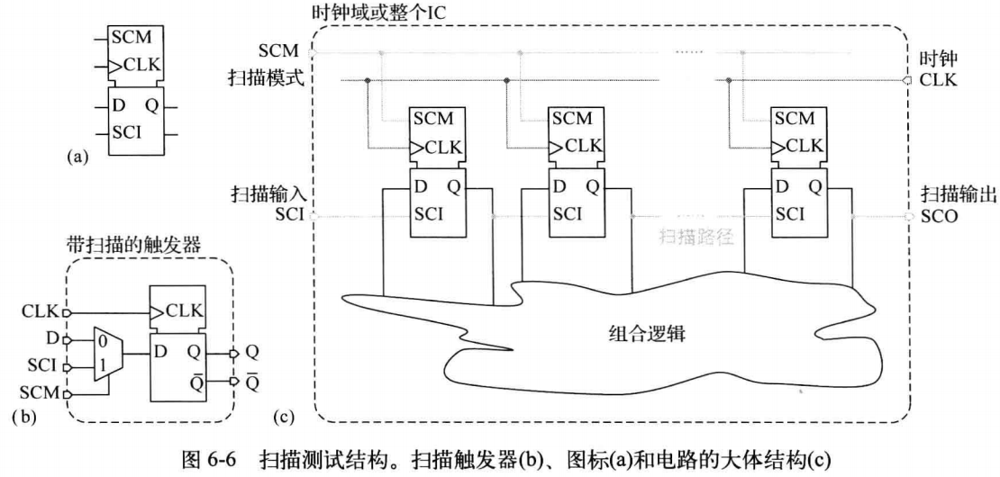 时钟域或整个IC
SCM
CLK
D Q
SCI
(a)
SCM
扫描模式
......
......
时钟
CLK
SCM
CLK
D Q
SCI
SCM
CLK
D Q
SCI
SCM
CLK
D Q
SCI
扫描输入
SCI
......
扫描路径
扫描输出
SCO
组合逻辑
带扫描的触发器
CLK
D
SCI
SCM
0
1
CLK
D Q
Q̅
Q
Q̅
(b)
(c)
图 6-6 扫描测试结构。扫描触发器(b)、图标(a)和电路的大体结构(c)